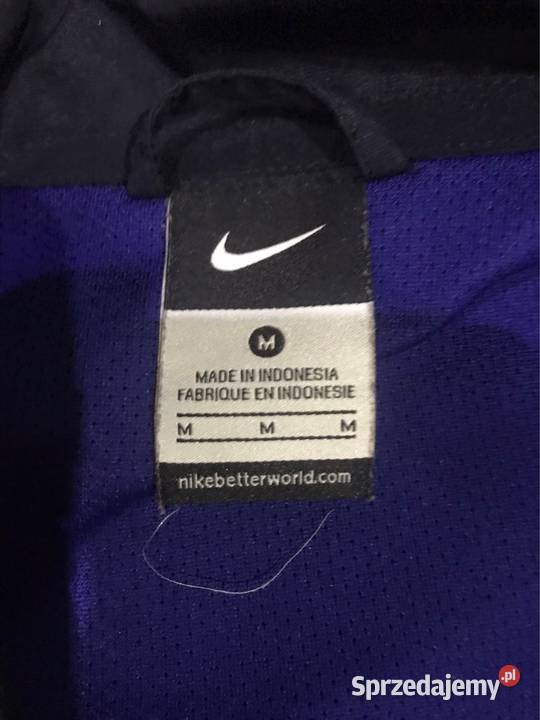 M
MADE IN INDONESIA
FABRIQUE EN INDONESIE
M M M
nikebetterworld.com
Sprzedajemy.pl